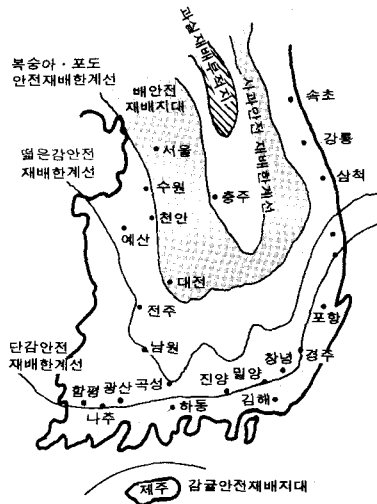 과실재배부적지
복숭아 · 포도
안전재배한계선
배안전
재배지대
사과안전 재배한계선
속초
서울
강릉
떫은감안전
재배한계선
삼척
수원
충주
천안
예산
대전
전주
포항
단감안전
재배한계선
남원
경주
창녕
밀양
진양
곡성
광산
함평
나주
하동
김해
제주
감귤안전재배지대